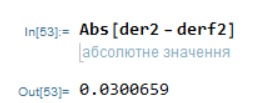 In[53]:= Abs[der2 - derf2]
абсолютне значення
Out[53]= 0.0300659